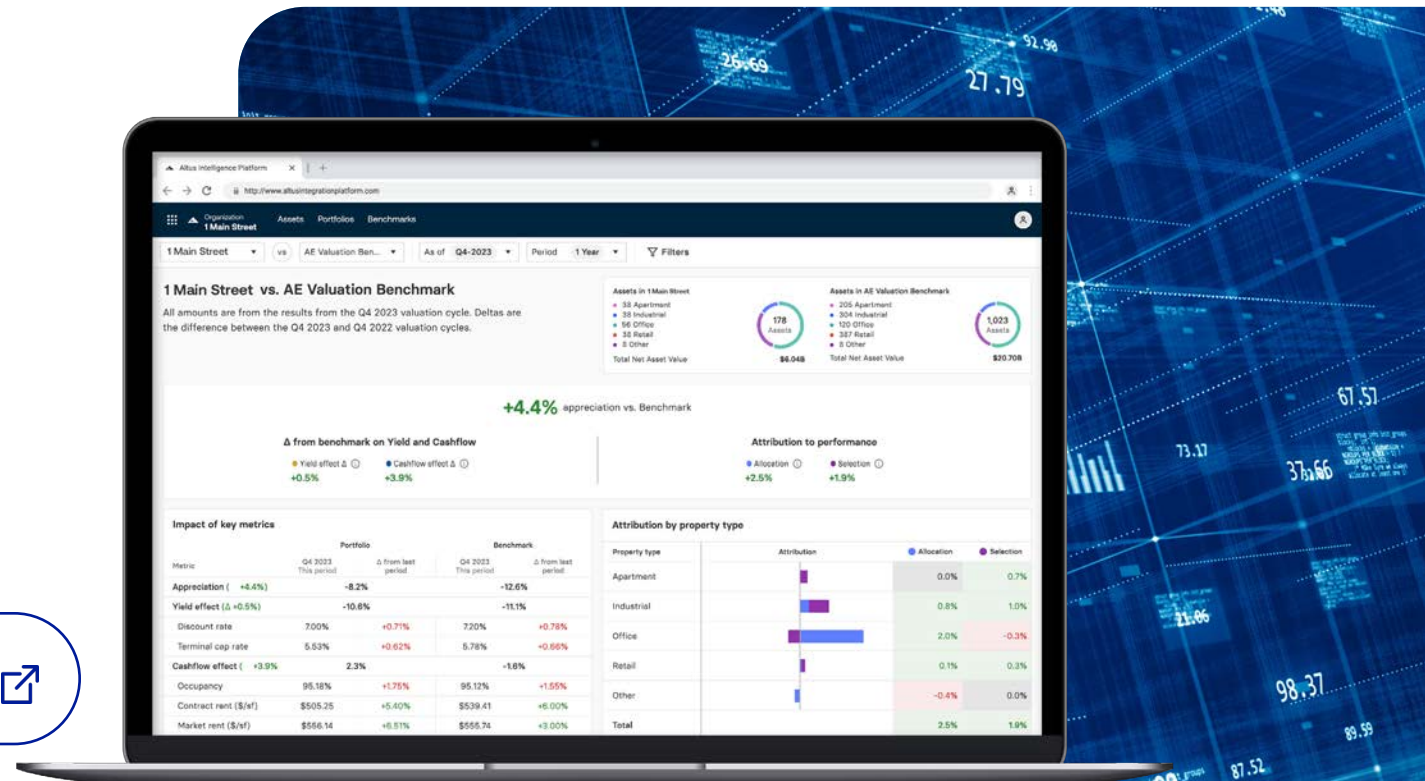 92.90
26.69
27.79
Altus Intelligence Platform
http://www.altusintegrationplatform.com
Organization
1 Main Street
Assets Portfolios Benchmarks
1 Main Street vs AE Valuation Ben... As of Q4-2023 Period 1 Year Filters
1 Main Street vs. AE Valuation Benchmark
All amounts are from the results from the Q4 2023 valuation cycle. Deltas are
the difference between the Q4 2023 and Q4 2022 valuation cycles.
Assets in 1 Main Street
38 Apartment
38 Industrial
56 Office
38 Retail
8 Other
178
Assets
Total Net Asset Value $6.04B
Assets in AE Valuation Benchmark
205 Apartment
304 Industrial
120 Office
387 Retail
8 Other
1,023
Assets
Total Net Asset Value $20.70B
+4.4% appreciation vs. Benchmark
Δ from benchmark on Yield and Cashflow
Yield effect Δ Cashflow effect Δ
+0.5% +3.9%
Attribution to performance
Allocation Selection
+2.5% +1.9%
Impact of key metrics
Portfolio Benchmark
Metric Q4 2023 This period Δ from last period Q4 2023 This period Δ from last period
Appreciation ( +4.4%) -8.2% -12.6%
Yield effect (Δ +0.5%) -10.6% -11.1%
Discount rate 7.00% +0.71% 7.20% +0.78%
Terminal cap rate 5.53% +0.62% 5.78% +0.66%
Cashflow effect ( +3.9% 2.3% -1.6%
Occupancy 95.18% +1.75% 95.12% +1.55%
Contract rent ($/sf) $505.25 +5.40% $539.41 +6.00%
Market rent ($/sf) $556.14 +6.51% $555.74 +3.00%
Attribution by property type
Property type Attribution Allocation Selection
Apartment 0.0% 0.7%
Industrial 0.8% 1.0%
Office 2.0% -0.3%
Retail 0.1% 0.3%
Other -0.4% 0.0%
Total 2.5% 1.9%
67.57
73.17
98.37
89.59
87.52